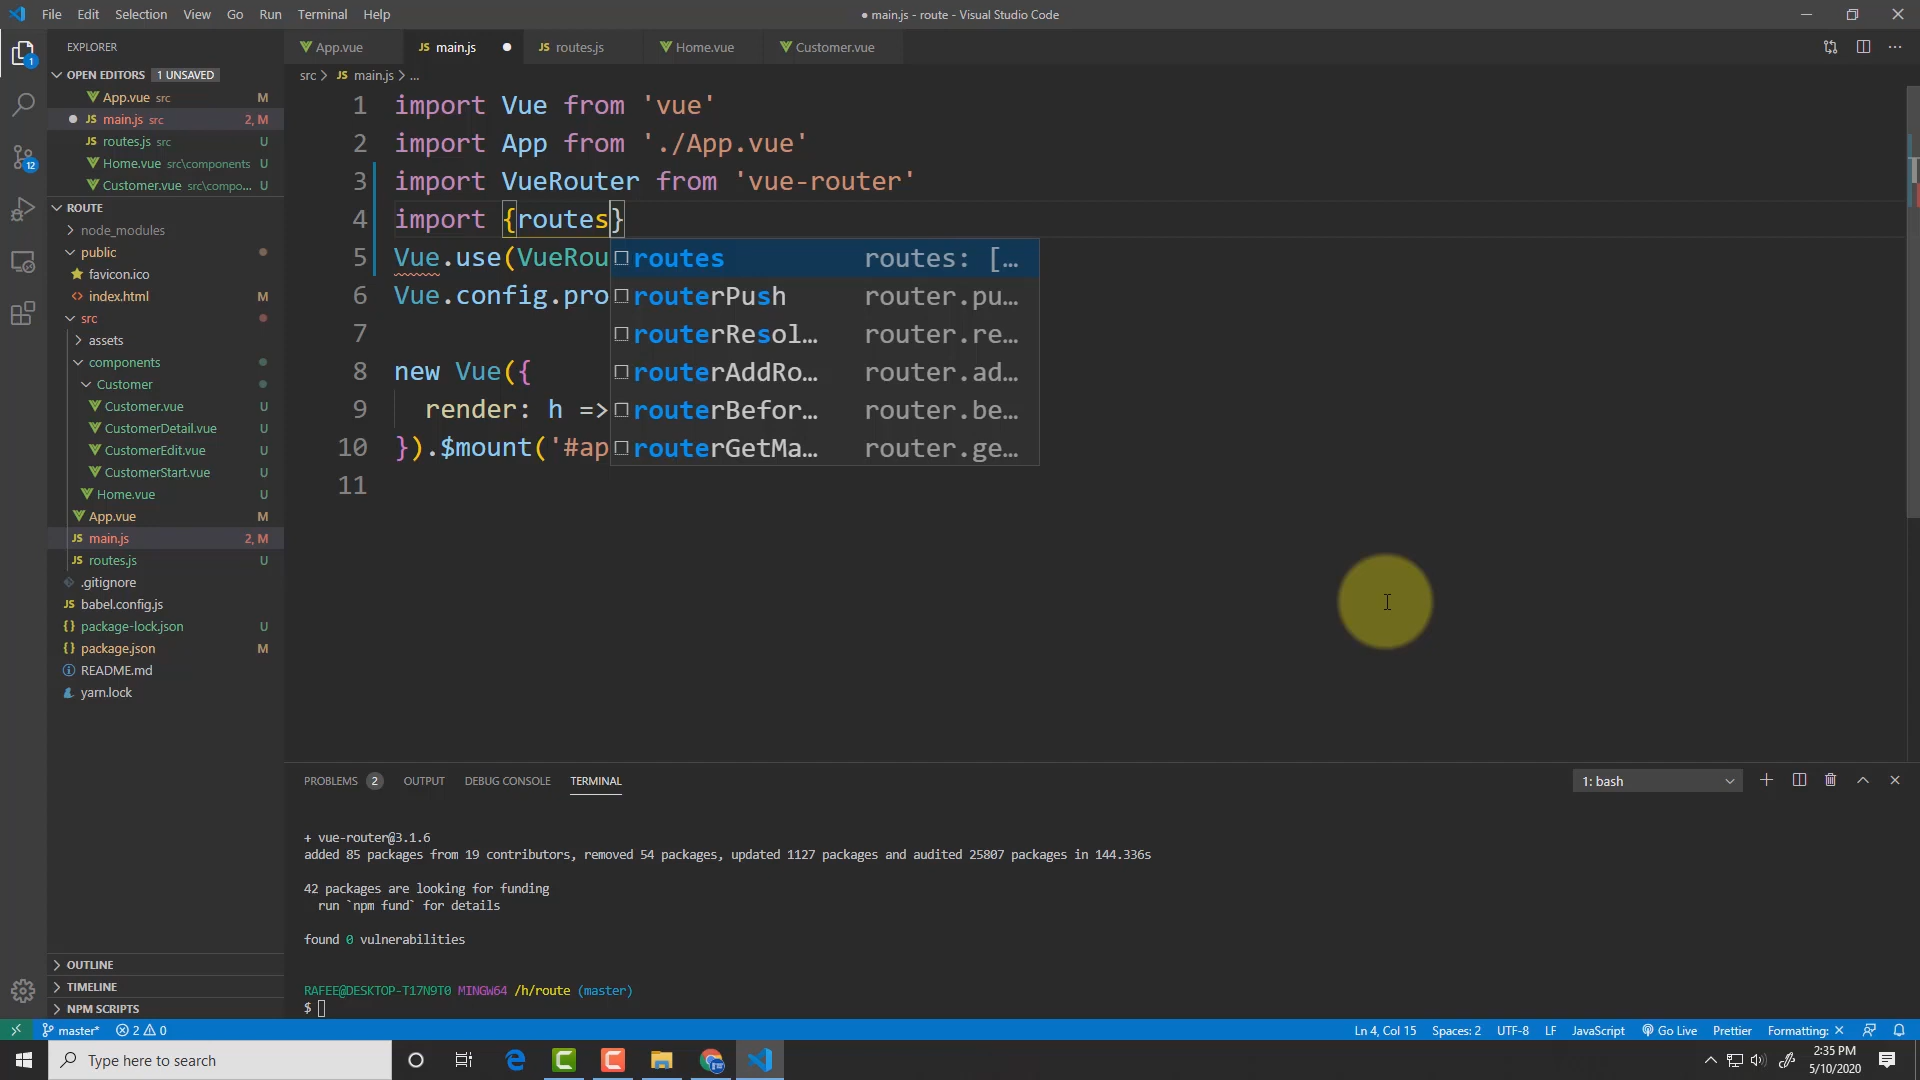 File Edit Selection View Go Run Terminal Help
● main.js - route - Visual Studio Code
EXPLORER
OPEN EDITORS 1 UNSAVED
App.vue src M
main.js src 2, M
routes.js src U
Home.vue src\components U
Customer.vue src\compo... U
ROUTE
node_modules
public
favicon.ico
index.html M
src
assets
components
Customer
Customer.vue U
CustomerDetail.vue U
CustomerEdit.vue U
CustomerStart.vue U
Home.vue U
App.vue M
JS main.js 2, M
JS routes.js U
.gitignore
JS babel.config.js
{} package-lock.json U
{} package.json M
README.md
yarn.lock
OUTLINE
TIMELINE
NPM SCRIPTS
1
12
App.vue JS main.js ● JS routes.js Home.vue Customer.vue
src > JS main.js > ...
1 import Vue from 'vue'
2 import App from './App.vue'
3 import VueRouter from 'vue-router'
4 import {routes}
5 Vue.use(VueRou
6 Vue.config.pro
7
8 new Vue({
9 render: h =>
10 }).$mount('#ap
11
routes routes: [...
routerPush router.pu...
routerResol... router.re...
routerAddRo... router.ad...
routerBefor... router.be...
routerGetMa... router.ge...
PROBLEMS 2 OUTPUT DEBUG CONSOLE TERMINAL
1: bash
+ vue-router@3.1.6
added 85 packages from 19 contributors, removed 54 packages, updated 1127 packages and audited 25807 packages in 144.336s
42 packages are looking for funding
run `npm fund` for details
found 0 vulnerabilities
RAFEE@DESKTOP-T17N9T0 MINGW64 /h/route (master)
$
master* 2 0
Ln 4, Col 15 Spaces: 2 UTF-8 LF JavaScript Go Live Prettier Formatting: ×
Type here to search
2:35 PM
5/10/2020